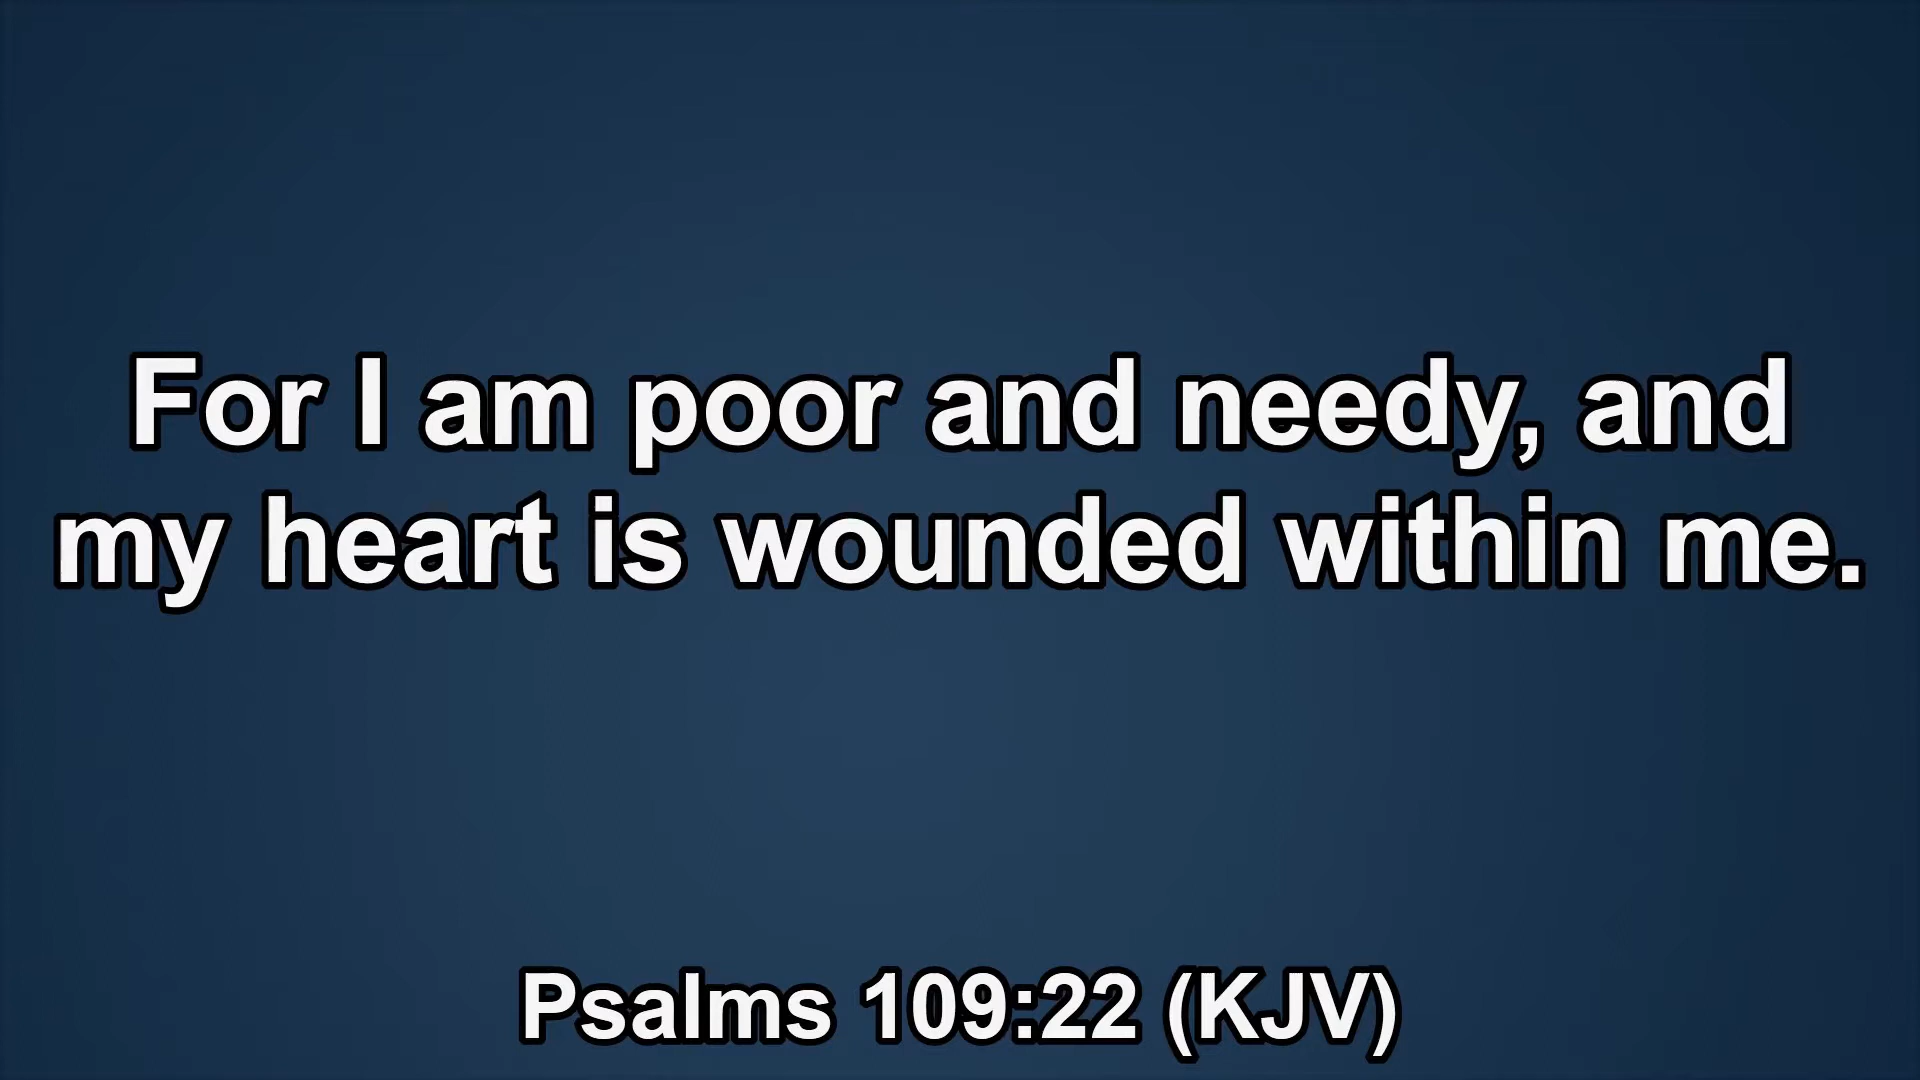 For I am poor and needy, and
my heart is wounded within me.
Psalms 109:22 (KJV)